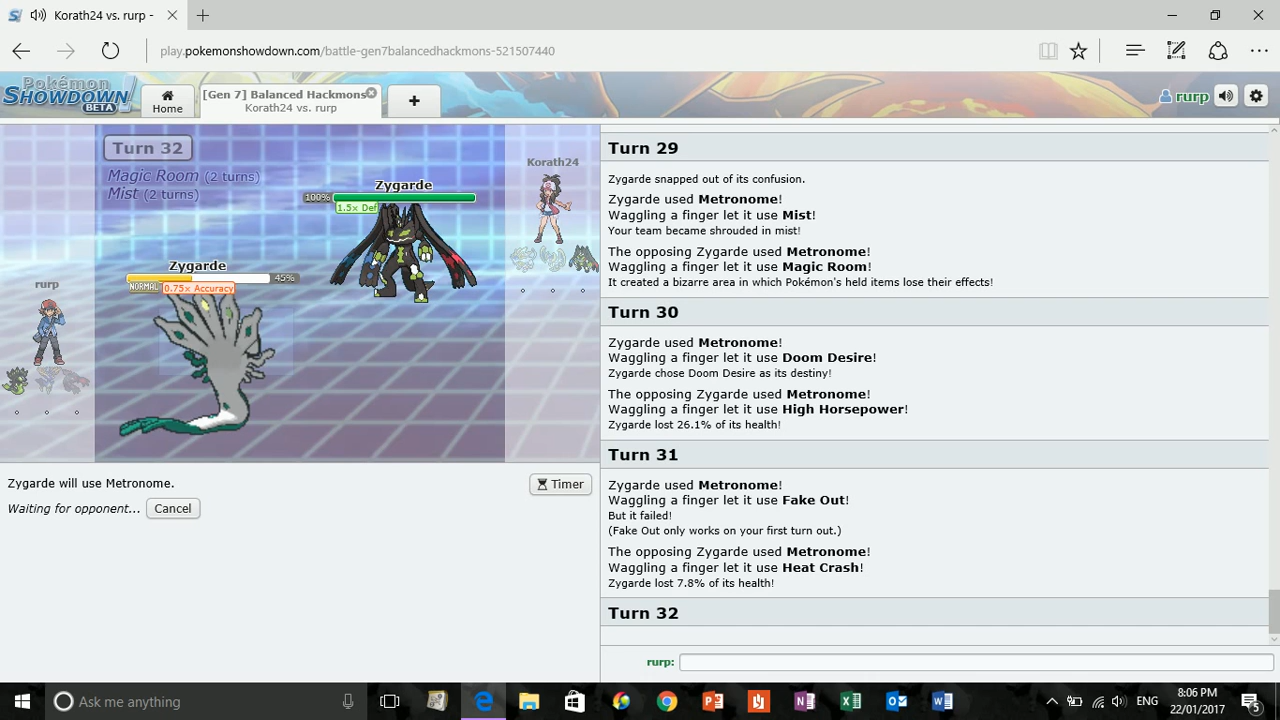 Korath24 vs. rurp -
play.pokemonshowdown.com/battle-gen7balancedhackmons-521507440
Pokémon
SHOWDOWN
BETA
Home
[Gen 7] Balanced Hackmons
Korath24 vs. rurp
rurp
Turn 32
Magic Room (2 turns)
Mist (2 turns)
Zygarde
100%
1.5× Def
Korath24
Zygarde
45%
NORMAL
0.75× Accuracy
rurp
Zygarde will use Metronome.
Timer
Waiting for opponent...
Cancel
Turn 29
Zygarde snapped out of its confusion.
Zygarde used Metronome!
Waggling a finger let it use Mist!
Your team became shrouded in mist!
The opposing Zygarde used Metronome!
Waggling a finger let it use Magic Room!
It created a bizarre area in which Pokémon's held items lose their effects!
Turn 30
Zygarde used Metronome!
Waggling a finger let it use Doom Desire!
Zygarde chose Doom Desire as its destiny!
The opposing Zygarde used Metronome!
Waggling a finger let it use High Horsepower!
Zygarde lost 26.1% of its health!
Turn 31
Zygarde used Metronome!
Waggling a finger let it use Fake Out!
But it failed!
(Fake Out only works on your first turn out.)
The opposing Zygarde used Metronome!
Waggling a finger let it use Heat Crash!
Zygarde lost 7.8% of its health!
Turn 32
rurp:
Ask me anything
ENG
8:06 PM
22/01/2017
5